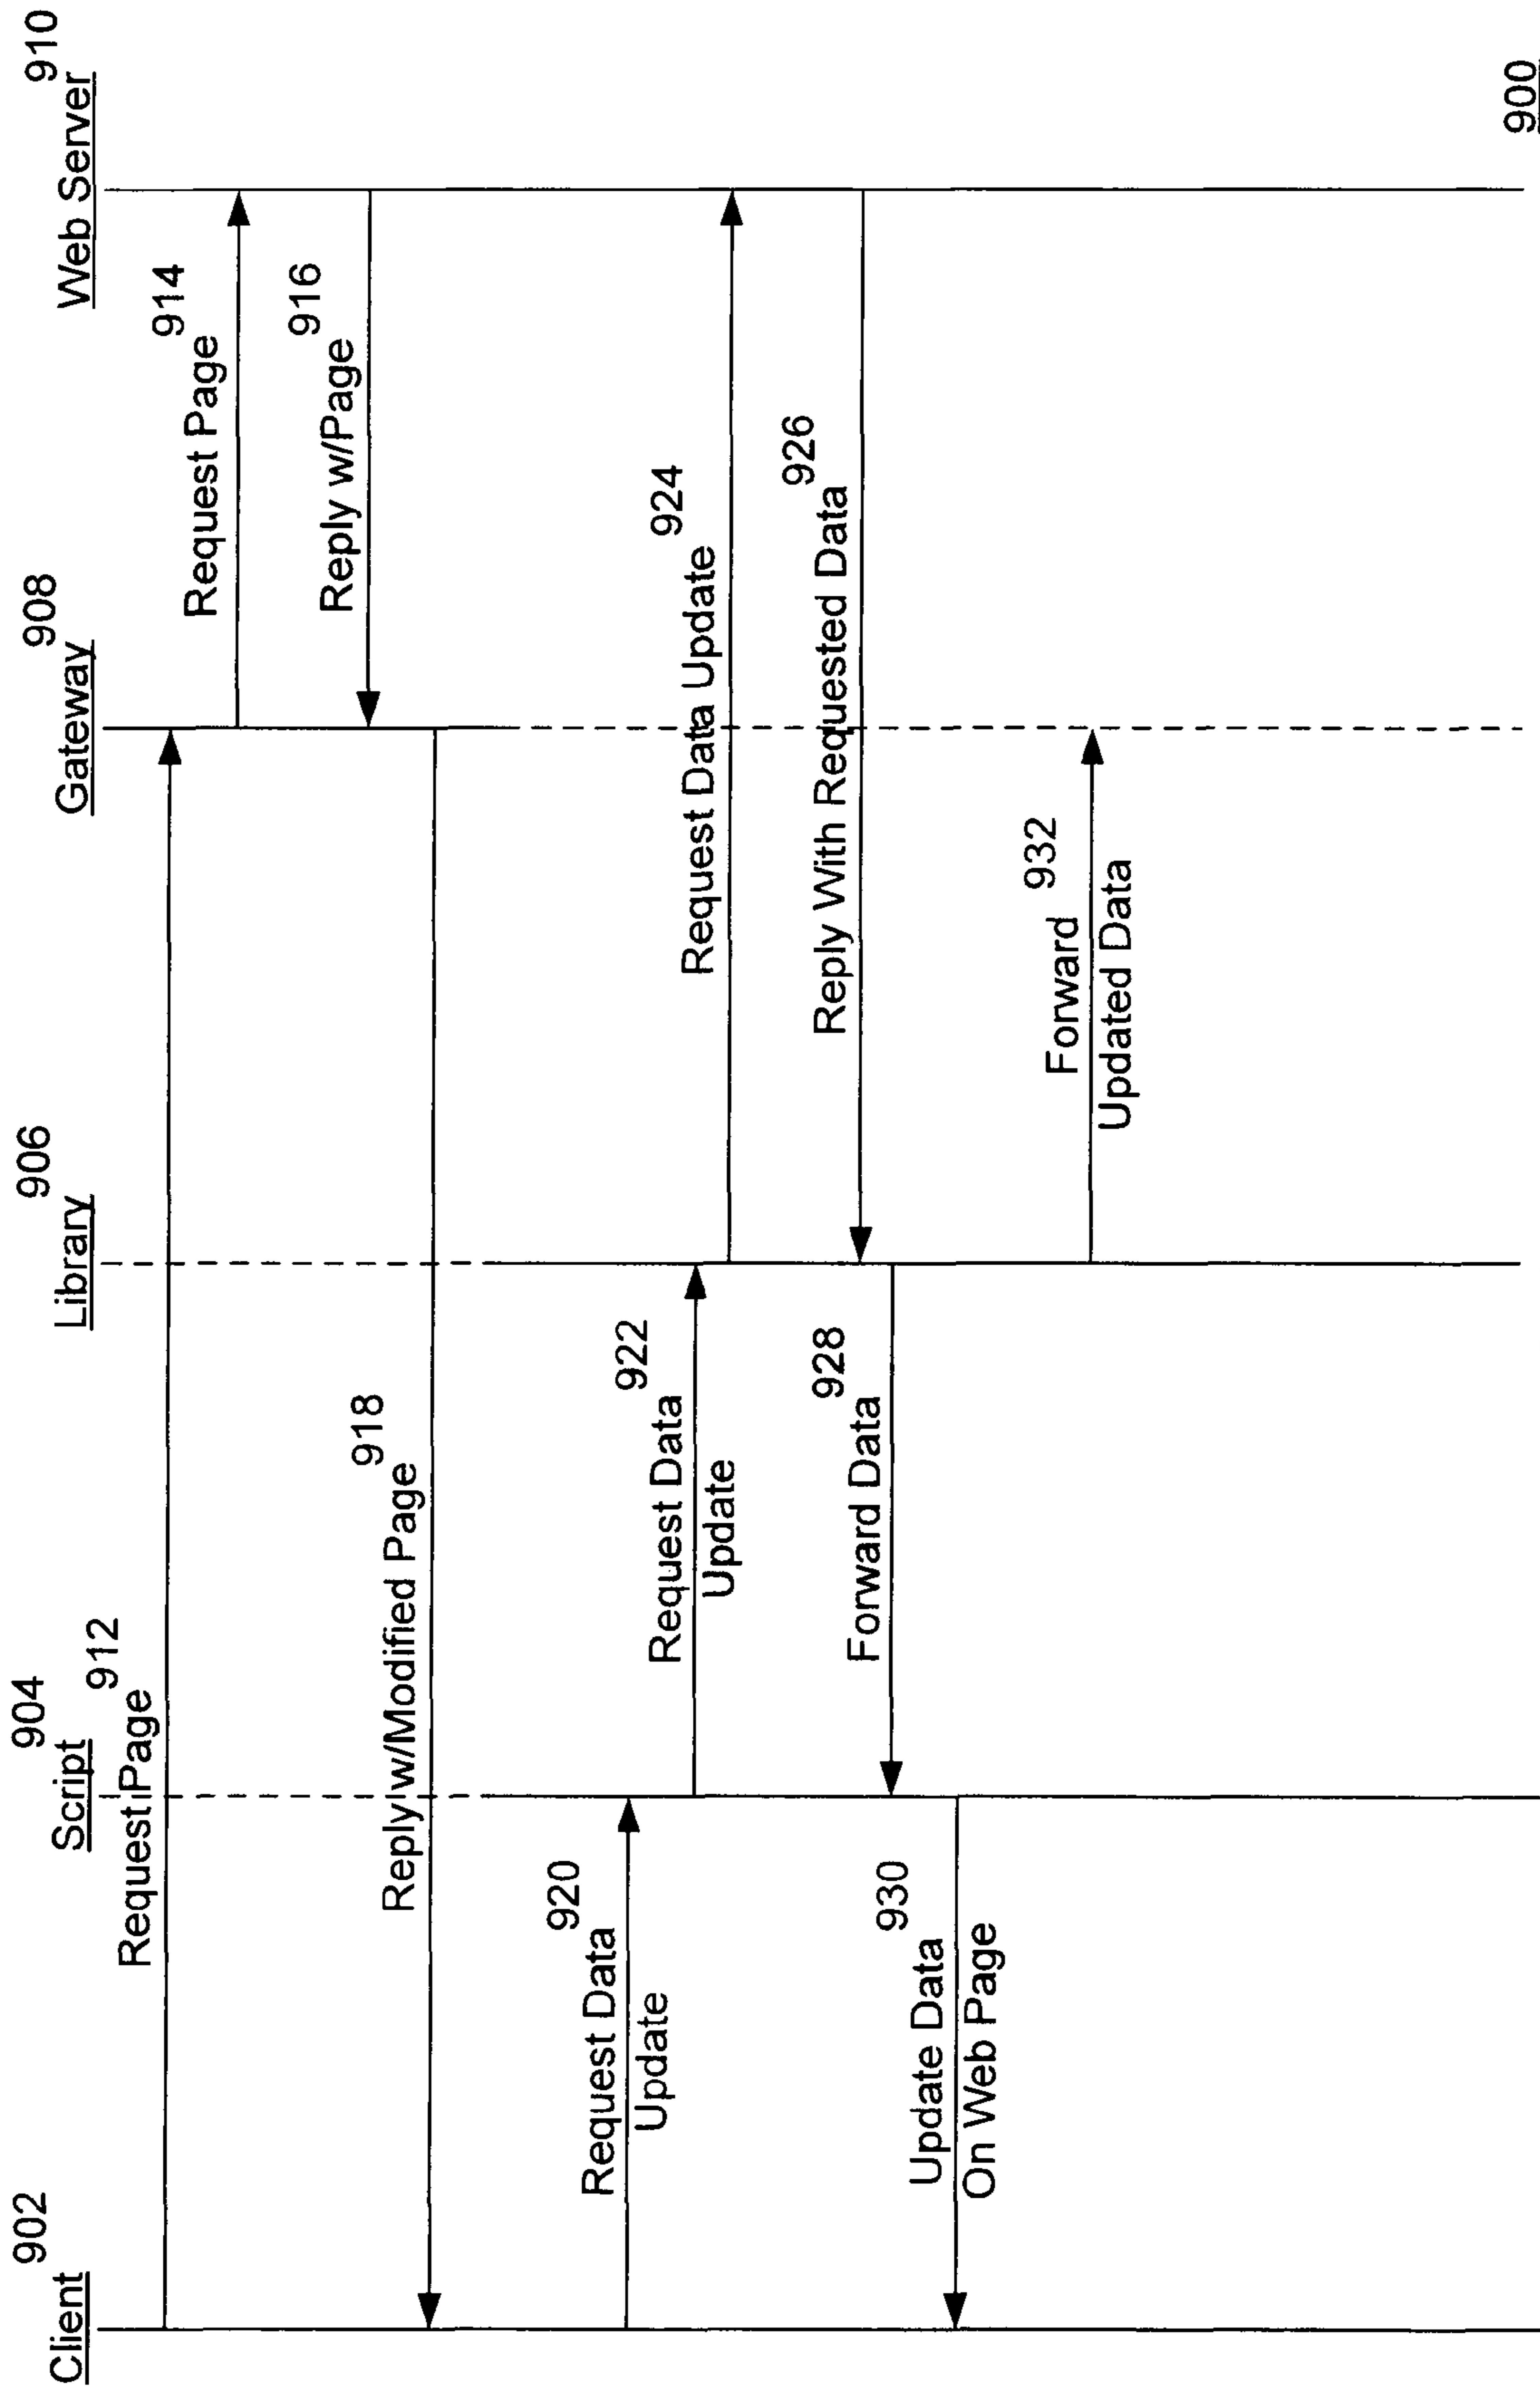 Client 902
Script 904
Library 906
Gateway 908
Web Server 910
Request Page 912
Request Page 914
Reply w/Page 916
Reply w/Modified Page 918
Request Data 920
Update
Request Data 922
Update
Request Data Update 924
Reply With Requested Data 926
Forward Data 928
Update Data 930
On Web Page
Forward 932
Updated Data
900